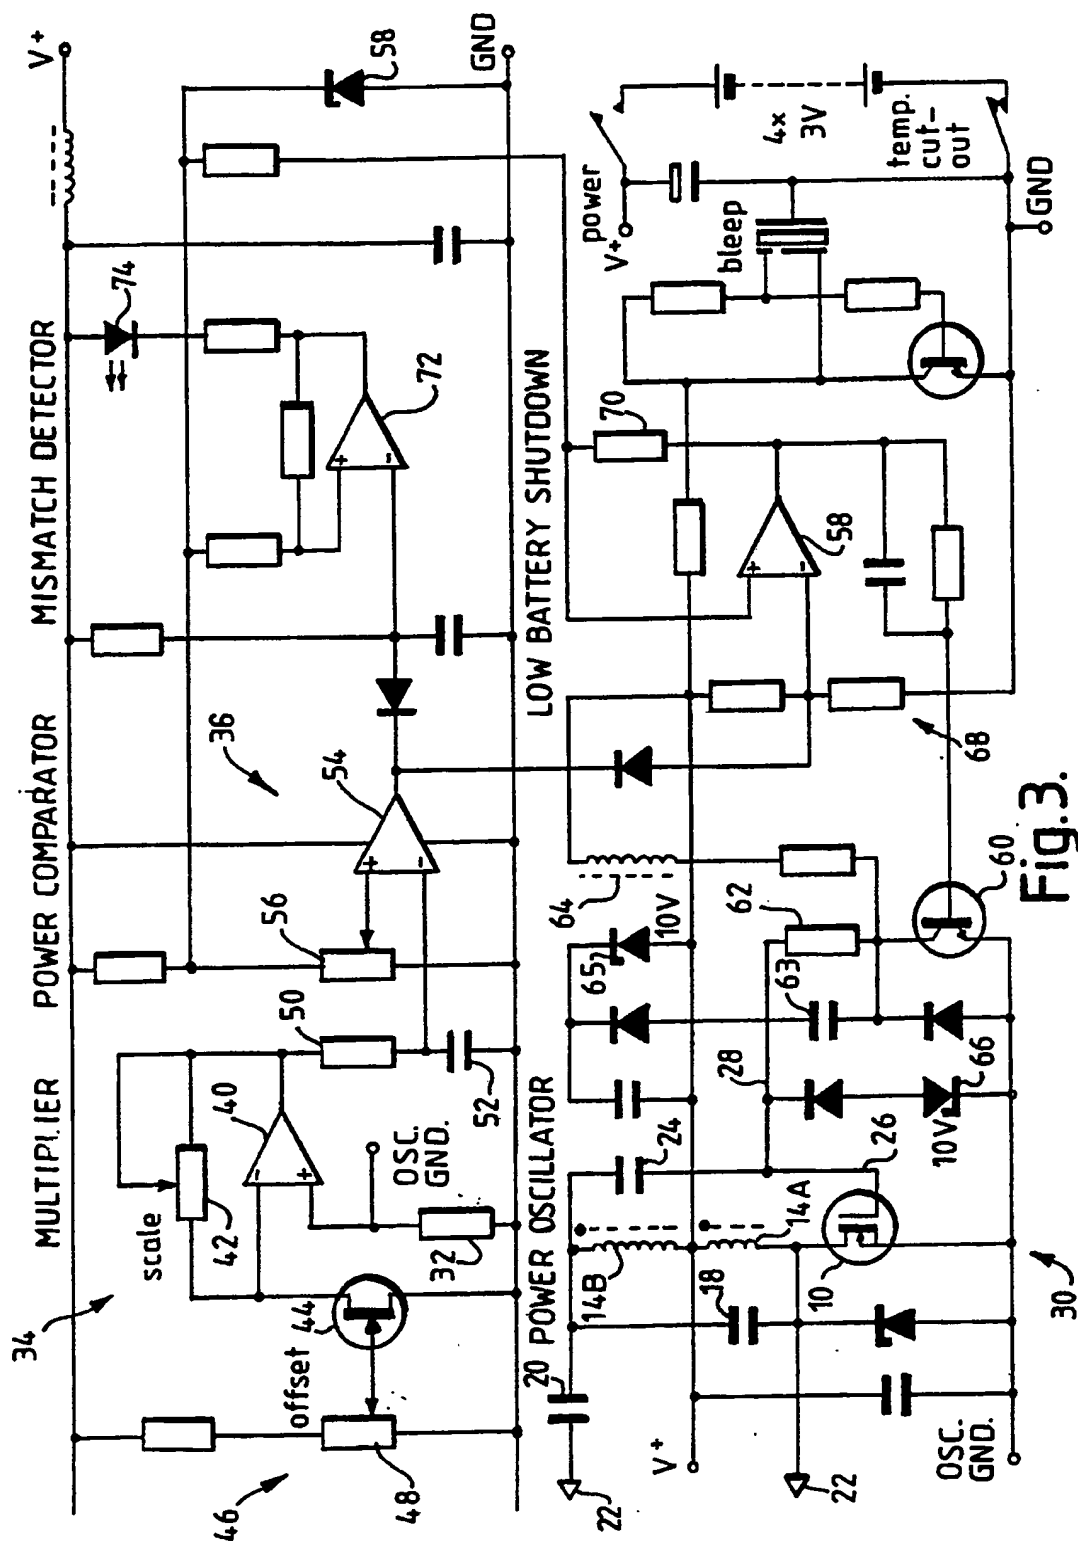 MULTIPLIER
POWER COMPARATOR
MISMATCH DETECTOR
V+
34
scale
42
40
50
56
54
36
74
72
58
GND
46
offset
48
44
32
OSC.
GND.
52
POWER OSCILLATOR
LOW BATTERY SHUTDOWN
20
22
V+
22
OSC.
GND.
14B
18
14A
10
24
28
26
10V
66
63
65
10V
64
62
60
68
58
70
bleep
V+
power
4x
3V
temp.
cut-
out
GND
30
Fig.3.
+
-
+
-
+
-
+
-